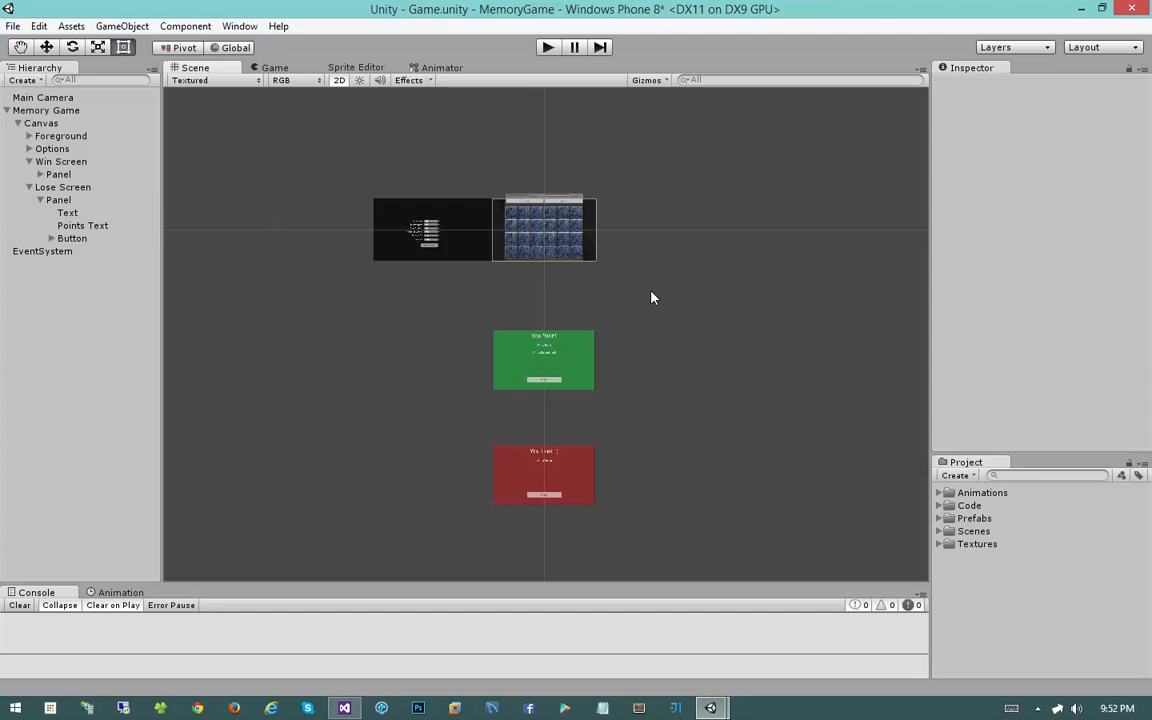 Unity - Game.unity - MemoryGame - Windows Phone 8* <DX11 on DX9 GPU>
File Edit Assets GameObject Component Window Help
Pivot Global Layers Layout
Hierarchy Scene Game Sprite Editor Animator Inspector
Create All Textured RGB 2D Effects Gizmos All
Main Camera
Memory Game
Canvas
Foreground
Options
Win Screen
Panel
Lose Screen
Panel
Text
Points Text
Button
EventSystem
You Won!
You Lost :(
Project
Create
Animations
Code
Prefabs
Scenes
Textures
Console Animation
Clear Collapse Clear on Play Error Pause 0 0 0
9:52 PM